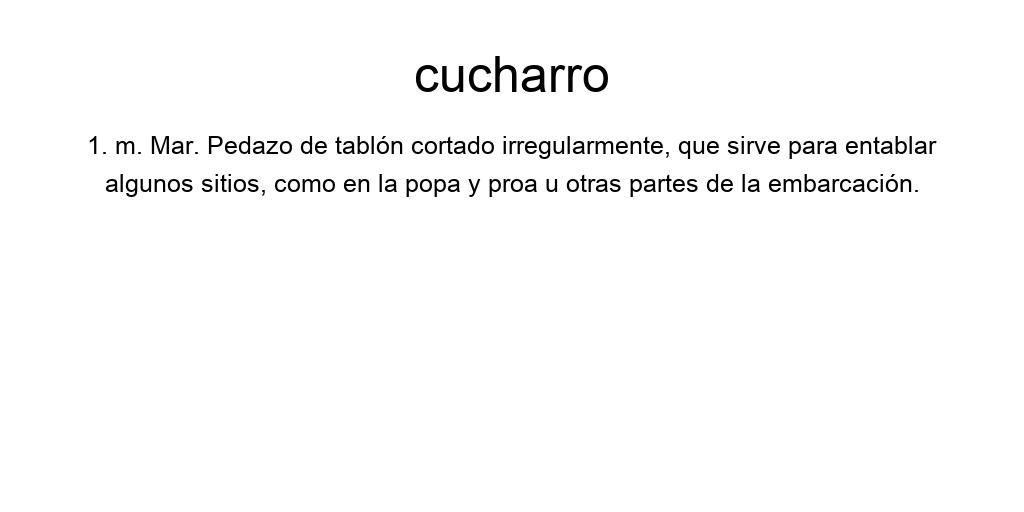 cucharro
1. m. Mar. Pedazo de tablón cortado irregularmente, que sirve para entablar
algunos sitios, como en la popa y proa u otras partes de la embarcación.